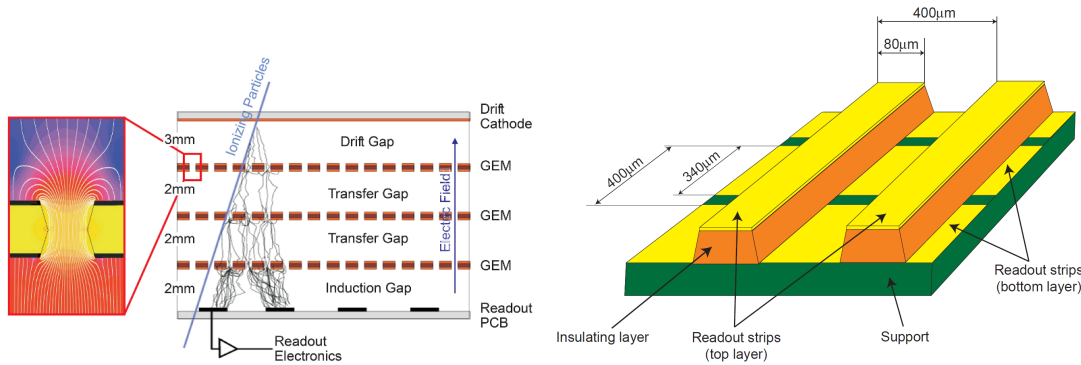 3mm
2mm
2mm
2mm
Ionizing Particles
Drift
Cathode
Drift Gap
GEM
Transfer Gap
GEM
Transfer Gap
GEM
Induction Gap
Electric Field
Readout
PCB
Readout
Electronics
400μm
80μm
400μm
340μm
Insulating layer
Readout strips
(top layer)
Support
Readout strips
(bottom layer)